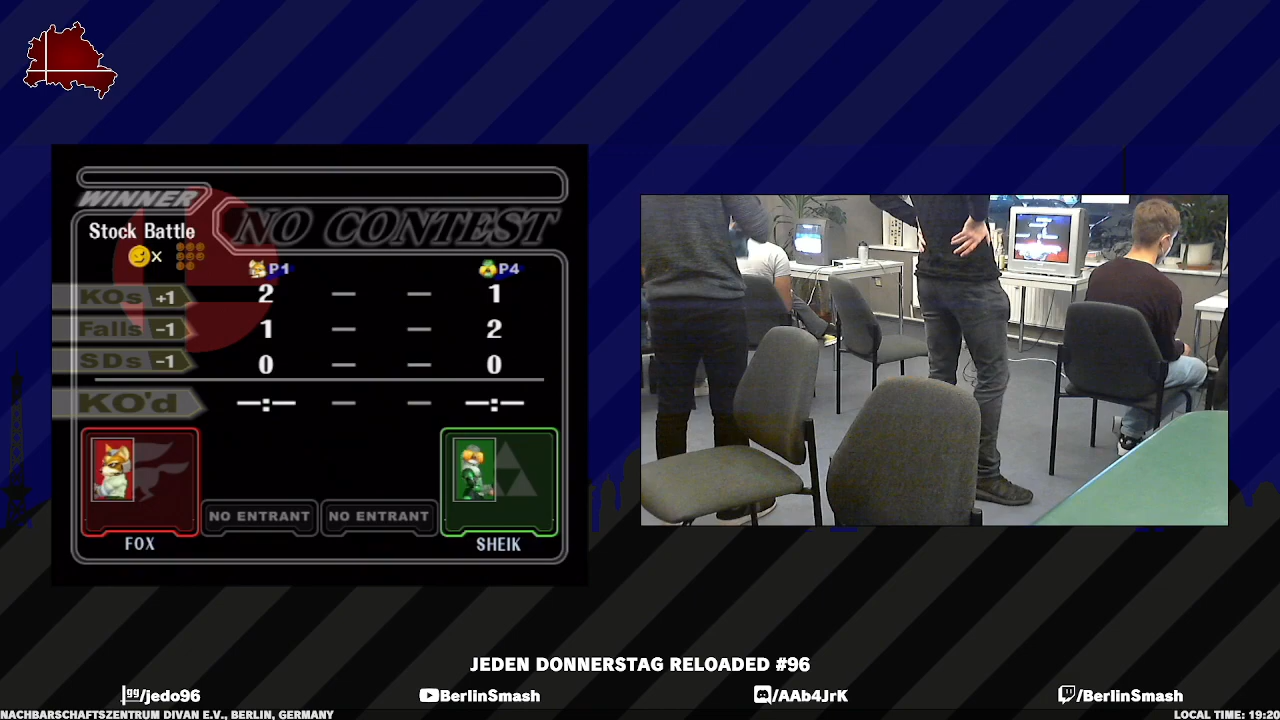 WINNER
NO CONTEST
Stock Battle
X
P1
P4
KOs +1 2 — — 1
Falls -1 1 — — 2
SDs -1 0 — — 0
KO'd —:— — — —:—
NO ENTRANT
NO ENTRANT
FOX
SHEIK
JEDEN DONNERSTAG RELOADED #96
gg/jedo96
BerlinSmash
/AAb4JrK
/BerlinSmash
NACHBARSCHAFTSZENTRUM DIVAN E.V., BERLIN, GERMANY
LOCAL TIME: 19:20